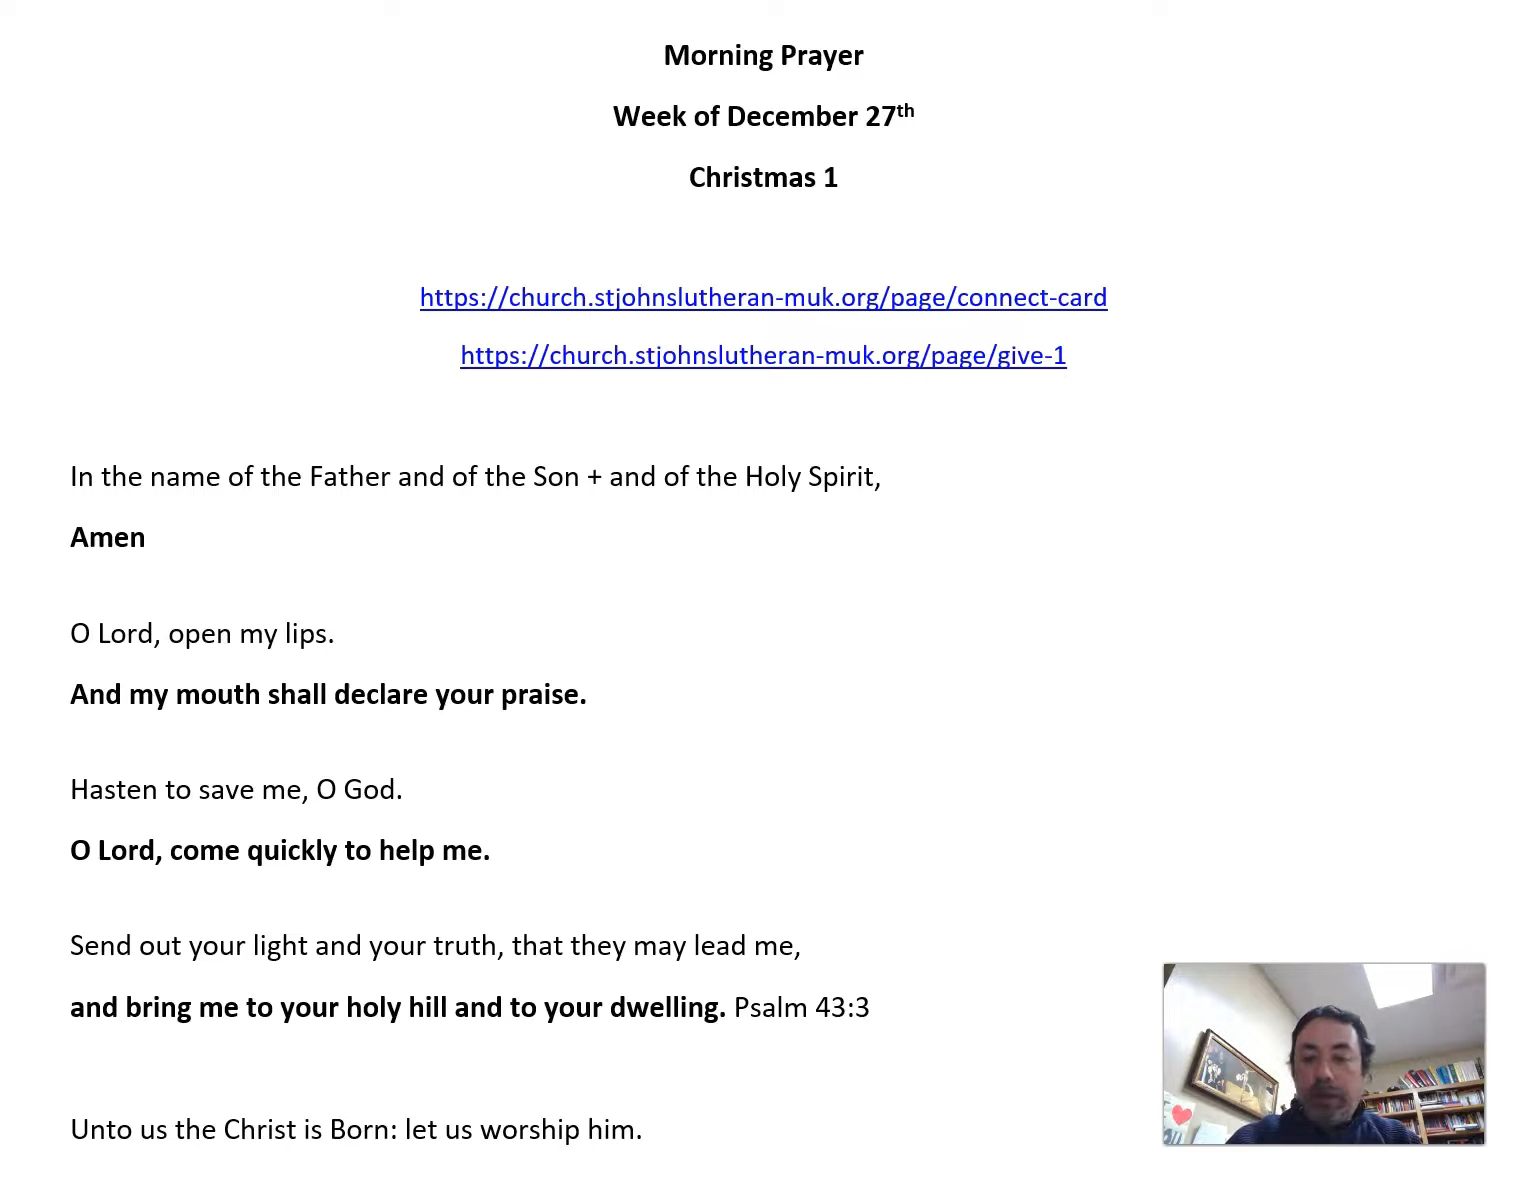 Morning Prayer
Week of December 27th
Christmas 1
https://church.stjohnslutheran-muk.org/page/connect-card
https://church.stjohnslutheran-muk.org/page/give-1
In the name of the Father and of the Son + and of the Holy Spirit,
Amen
O Lord, open my lips.
And my mouth shall declare your praise.
Hasten to save me, O God.
O Lord, come quickly to help me.
Send out your light and your truth, that they may lead me,
and bring me to your holy hill and to your dwelling. Psalm 43:3
Unto us the Christ is Born: let us worship him.